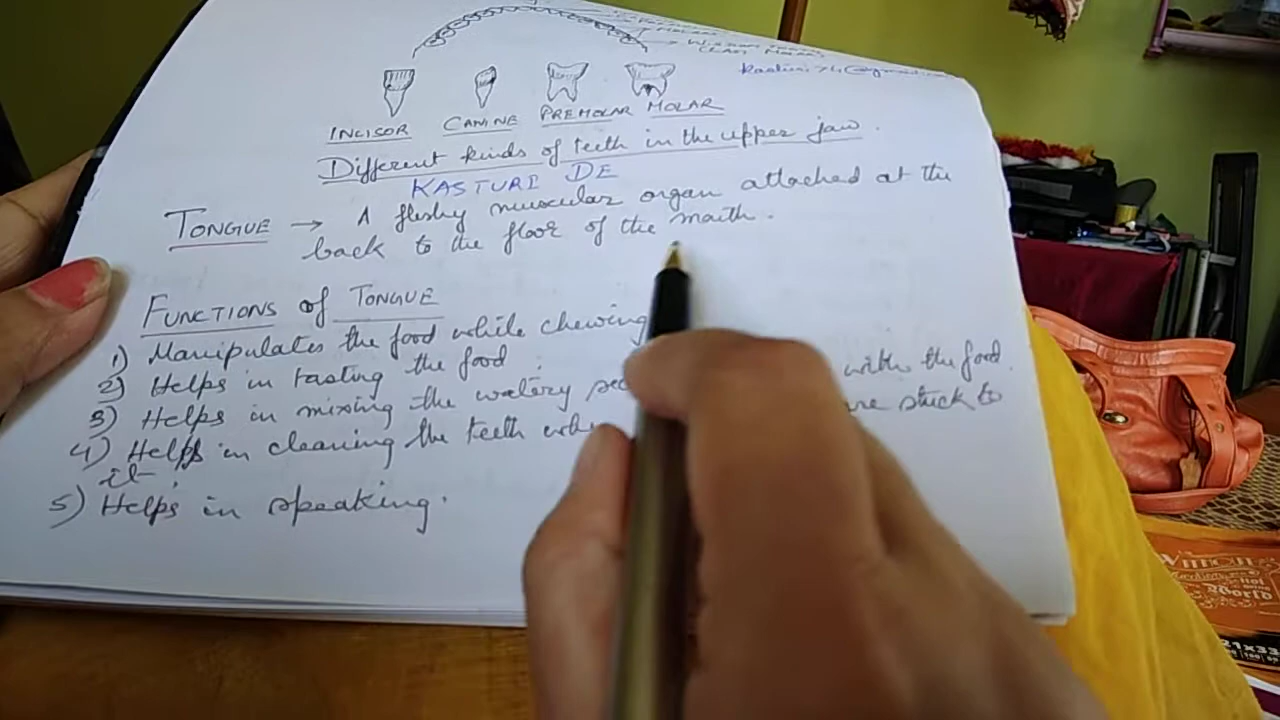 INCISOR CANINE PREMOLAR MOLAR
Different kinds of teeth in the upper jaw.
KASTURI DE
TONGUE → A fleshy muscular organ attached at the
back to the floor of the mouth.
FUNCTIONS of TONGUE
1) Manipulates the food while chewing
2) Helps in tasting the food.
3) Helps in mixing the watery with the food.
4) Helps in cleaning the teeth stuck to
it.
5) Helps in speaking.
World